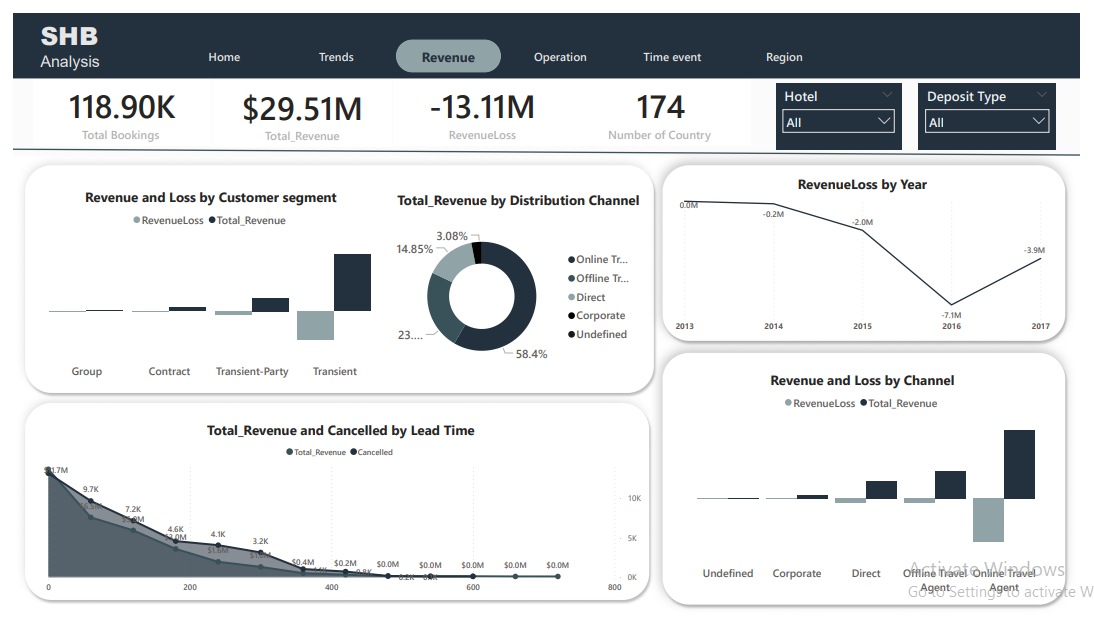 SHB
Analysis
Home
Trends
Revenue
Operation
Time event
Region
118.90K
Total Bookings
$29.51M
Total_Revenue
-13.11M
RevenueLoss
174
Number of Country
Hotel
All
Deposit Type
All
Revenue and Loss by Customer segment
RevenueLoss Total_Revenue
Group Contract Transient-Party Transient
Total_Revenue by Distribution Channel
3.08%
14.85%
23....
58.4%
Online Tr...
Offline Tr...
Direct
Corporate
Undefined
RevenueLoss by Year
0.0M
-0.2M
-2.0M
-7.1M
-3.9M
2013 2014 2015 2016 2017
Total_Revenue and Cancelled by Lead Time
Total_Revenue Cancelled
9.7K
7.2K
4.6K
4.1K
3.2K
$0.4M
$0.2M
$0.0M
$0.0M
$0.0M
$0.0M
$0.0M
10K
5K
0K
0 200 400 600 800
Revenue and Loss by Channel
RevenueLoss Total_Revenue
Undefined Corporate Direct Offline Travel Agent Online Travel Agent
Activate Windows
Go to Settings to activate W